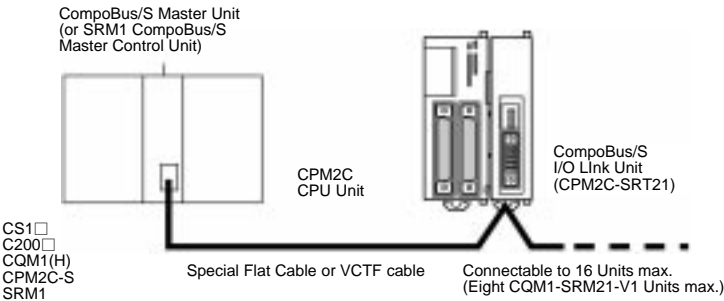 CompoBus/S Master Unit
(or SRM1 CompoBus/S
Master Control Unit)
CPM2C
CPU Unit
CompoBus/S
I/O LInk Unit
(CPM2C-SRT21)
CS1□
C200□
CQM1(H)
CPM2C-S
SRM1
Special Flat Cable or VCTF cable
Connectable to 16 Units max.
(Eight CQM1-SRM21-V1 Units max.)